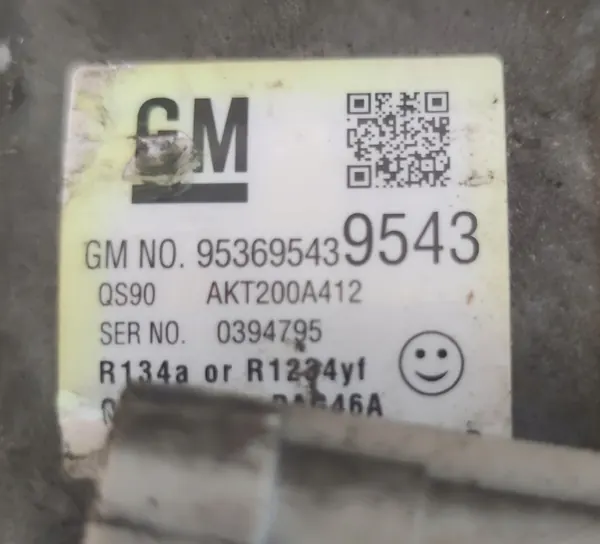 GM
GM NO. 95369543 9543
QS90 AKT200A412
SER NO. 0394795
R134a or R1234yf